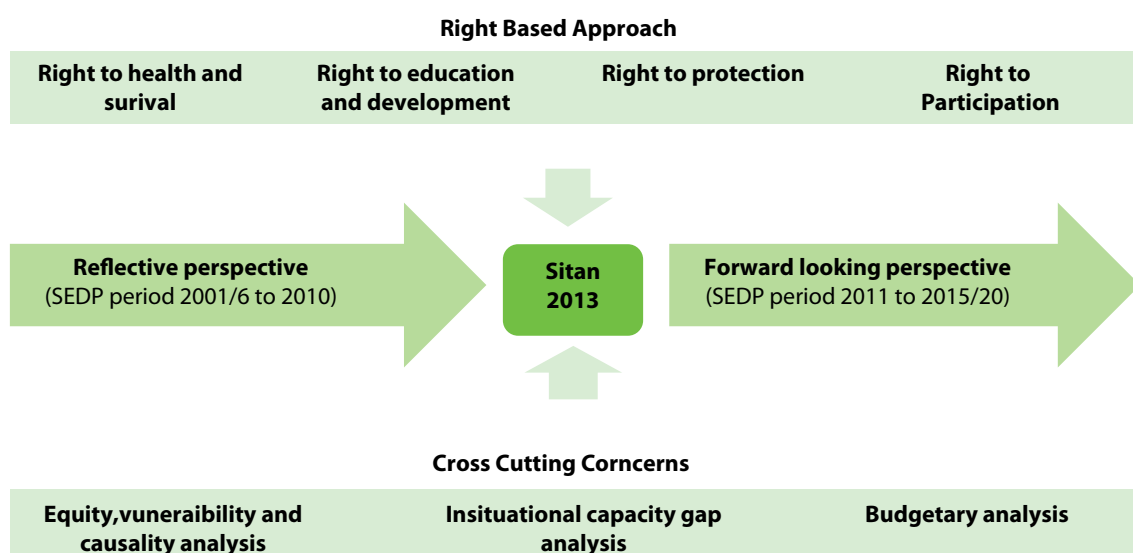 Right Based Approach
Right to health and
surival
Right to education
and development
Right to protection
Right to
Participation
Reflective perspective
(SEDP period 2001/6 to 2010)
Sitan
2013
Forward looking perspective
(SEDP period 2011 to 2015/20)
Cross Cutting Corncerns
Equity,vuneraibility and
causality analysis
Insituational capacity gap
analysis
Budgetary analysis